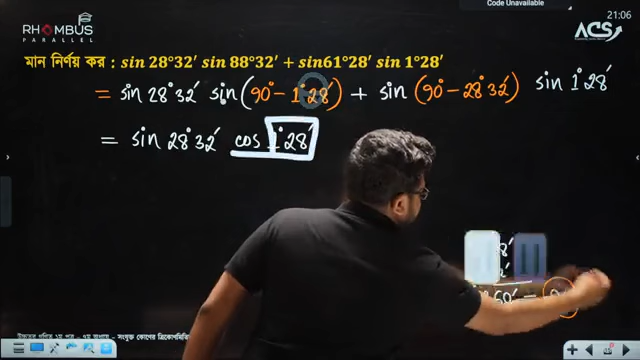 Code Unavailable
21:06
RHOMBUS
PARALLEL
ACS
মান নির্ণয় কর : sin 28°32′ sin 88°32′ + sin61°28′ sin 1°28′
= sin 28°32′ sin (90° − 1°28′) + sin (90° − 28°32′) sin 1°28′
= sin 28°32′ cos 1°28′